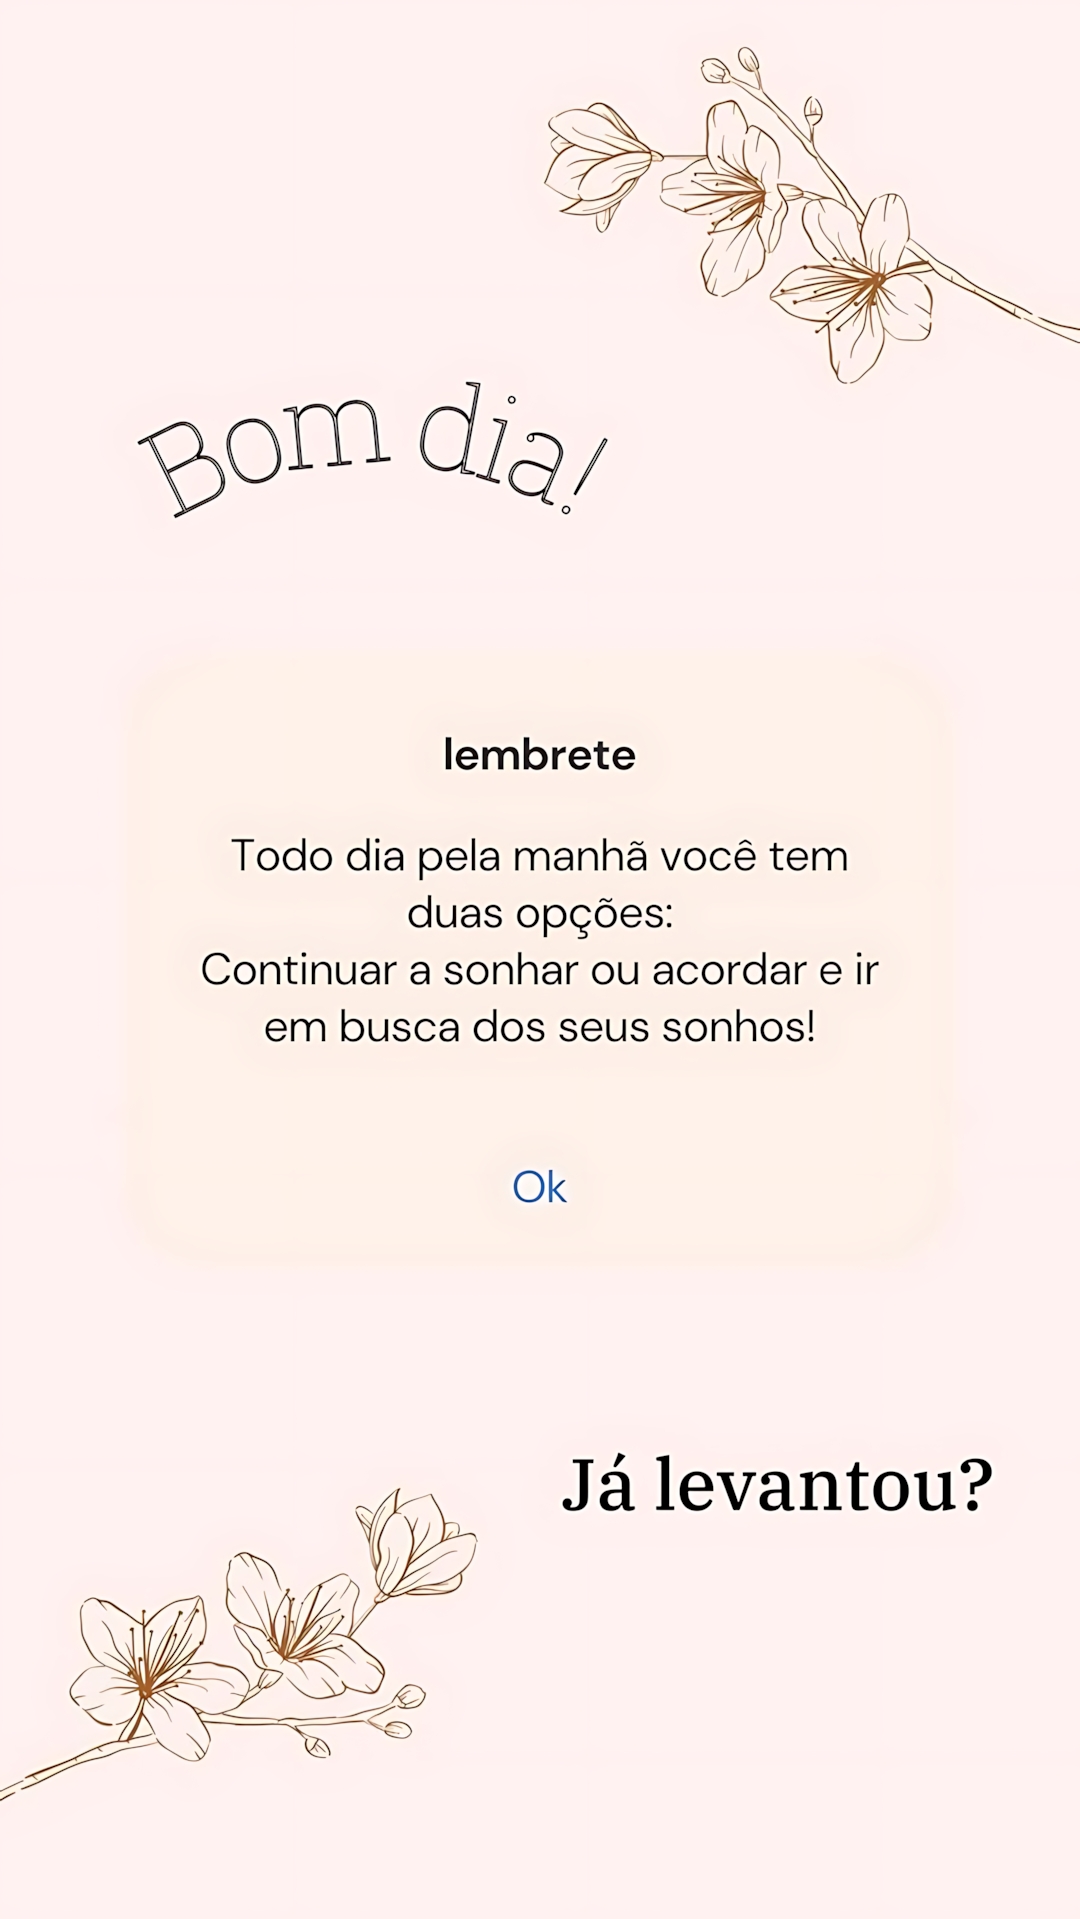 Bom dia!
lembrete
Todo dia pela manhã você tem
duas opções:
Continuar a sonhar ou acordar e ir
em busca dos seus sonhos!
Ok
Já levantou?